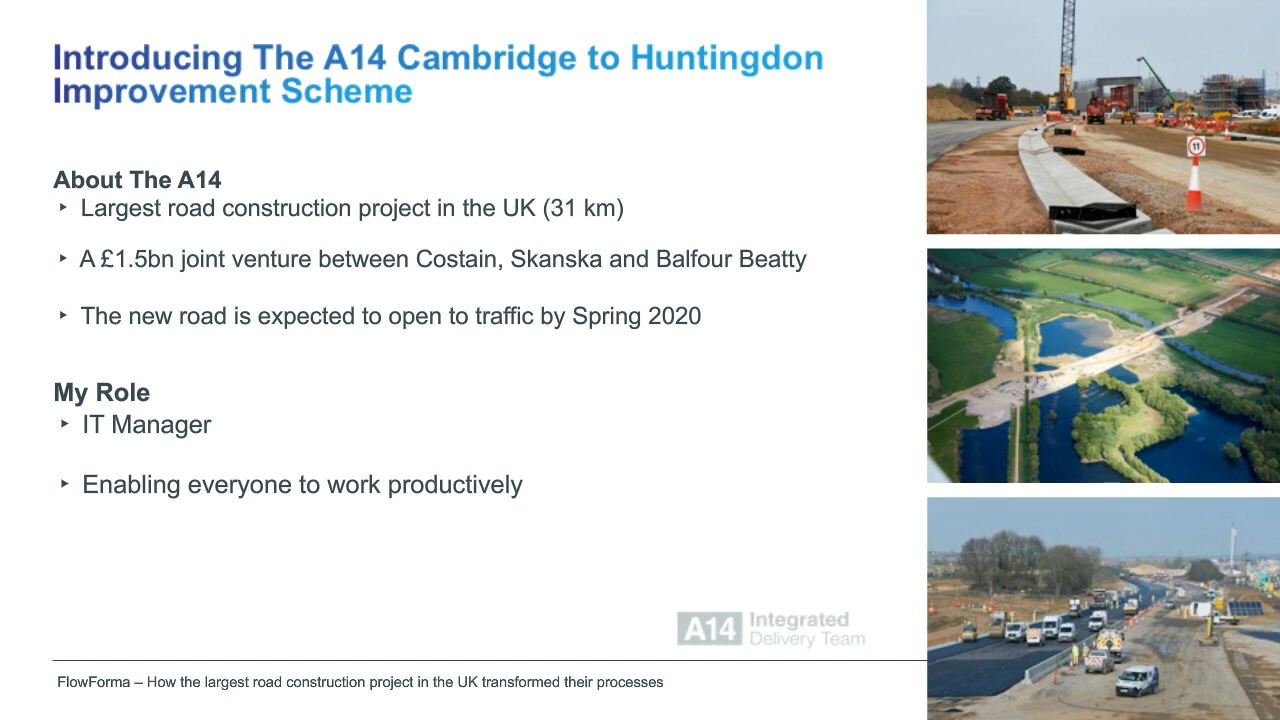 Introducing The A14 Cambridge to Huntingdon
Improvement Scheme
About The A14
‣ Largest road construction project in the UK (31 km)
‣ A £1.5bn joint venture between Costain, Skanska and Balfour Beatty
‣ The new road is expected to open to traffic by Spring 2020
My Role
‣ IT Manager
‣ Enabling everyone to work productively
11
A14 Integrated
Delivery Team
FlowForma – How the largest road construction project in the UK transformed their processes